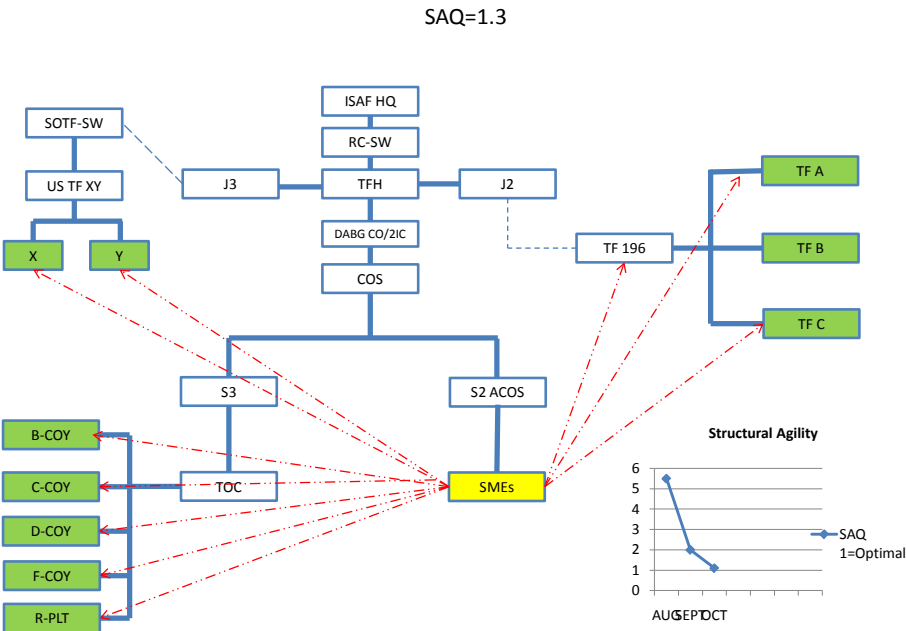 SAQ=1.3
ISAF HQ
SOTF-SW
RC-SW
US TF XY
J3
TFH
J2
TF A
DABG CO/2IC
X
Y
TF 196
TF B
COS
TF C
S3
S2 ACOS
B-COY
Structural Agility
C-COY
TOC
SMEs
D-COY
F-COY
R-PLT
6
5
4
3
2
1
0
SAQ
1=Optimal
AUG SEPT OCT